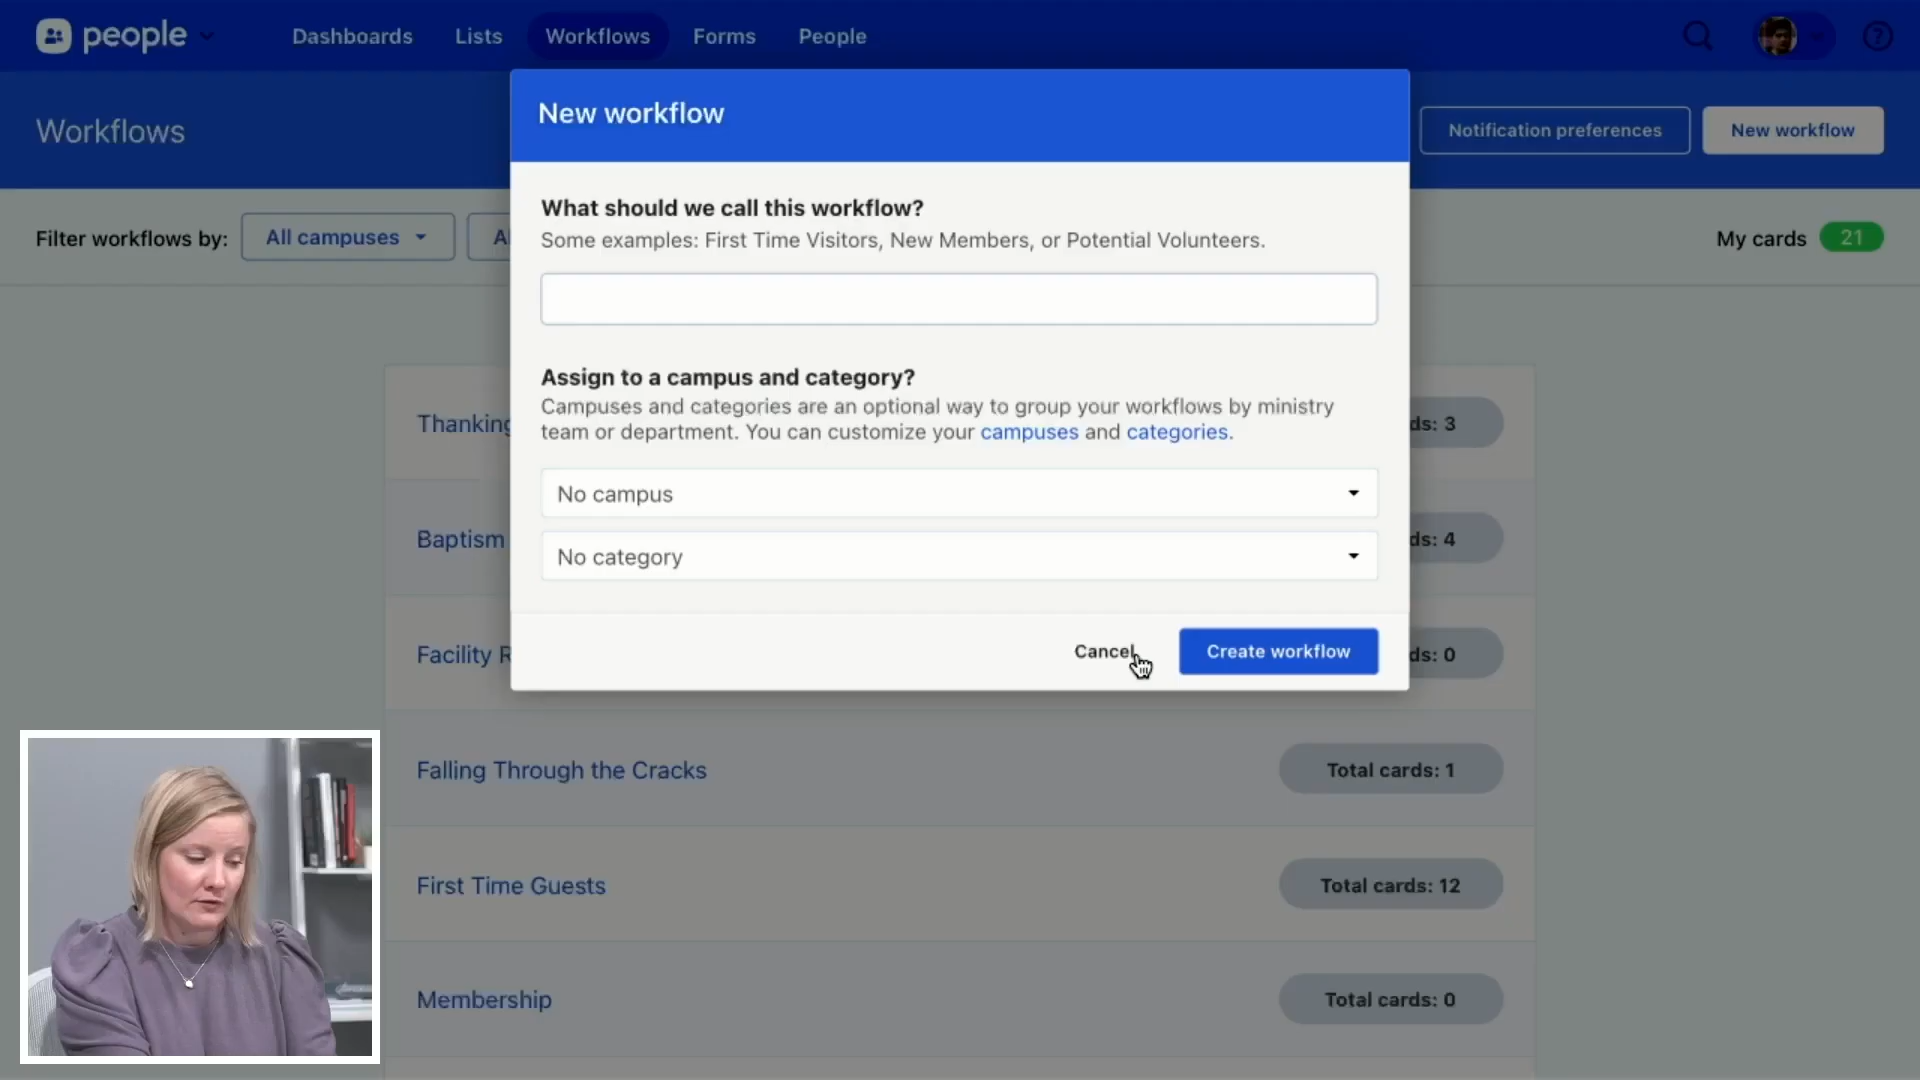 people
Dashboards
Lists
Workflows
Forms
People
?
Workflows
Notification preferences
New workflow
Filter workflows by:
All campuses
My cards
21
New workflow
What should we call this workflow?
Some examples: First Time Visitors, New Members, or Potential Volunteers.
Assign to a campus and category?
Campuses and categories are an optional way to group your workflows by ministry
team or department. You can customize your campuses and categories.
No campus
No category
Cancel
Create workflow
Thanking
ds: 3
Baptism
ds: 4
Facility R
ds: 0
Falling Through the Cracks
Total cards: 1
First Time Guests
Total cards: 12
Membership
Total cards: 0